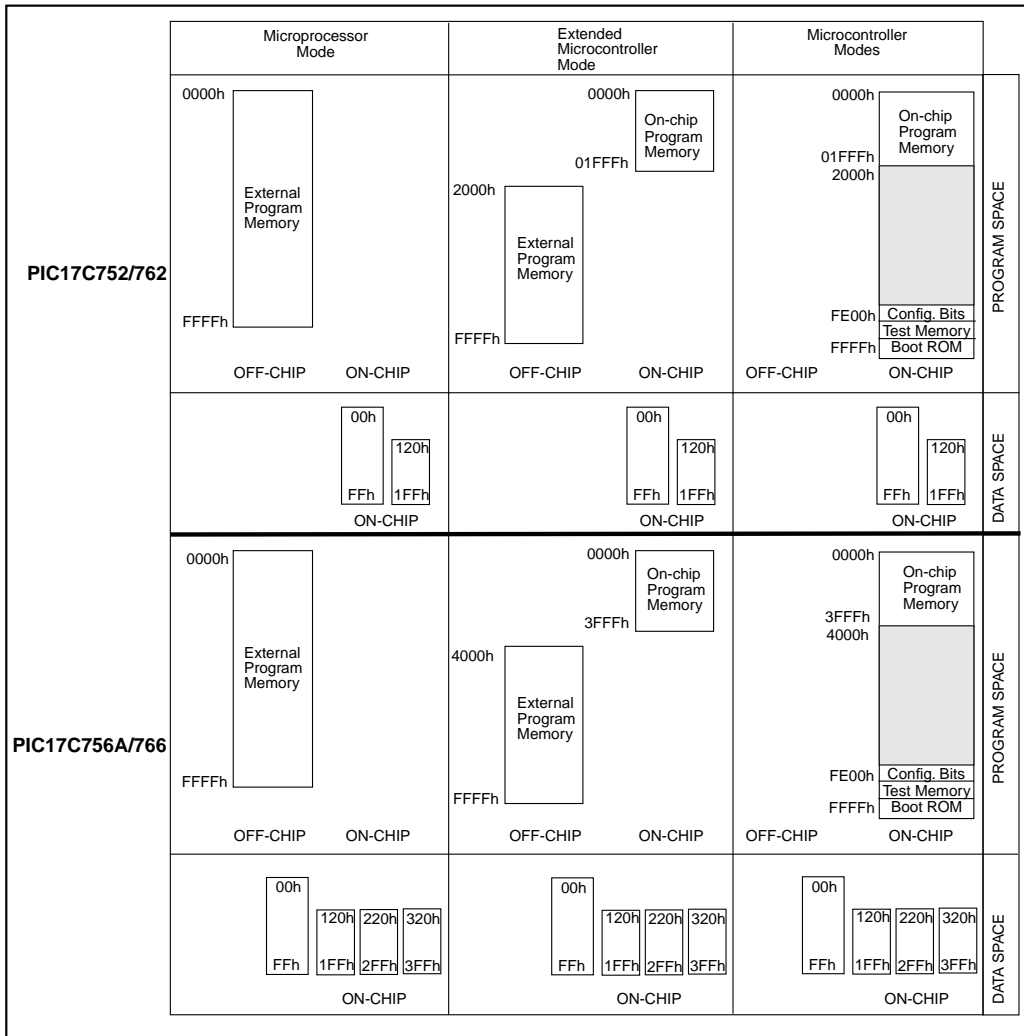 Microprocessor
Mode
Extended
Microcontroller
Mode
Microcontroller
Modes
PIC17C752/762
0000h
External
Program
Memory
FFFFh
OFF-CHIP ON-CHIP
0000h
On-chip
Program
Memory
01FFFh
2000h
External
Program
Memory
FFFFh
OFF-CHIP ON-CHIP
0000h
On-chip
Program
Memory
01FFFh
2000h
FE00h Config. Bits
Test Memory
FFFFh Boot ROM
OFF-CHIP ON-CHIP
PROGRAM SPACE
00h
120h
FFh 1FFh
ON-CHIP
00h
120h
FFh 1FFh
ON-CHIP
00h
120h
FFh 1FFh
ON-CHIP
DATA SPACE
PIC17C756A/766
0000h
External
Program
Memory
FFFFh
OFF-CHIP ON-CHIP
0000h
On-chip
Program
Memory
3FFFh
4000h
External
Program
Memory
FFFFh
OFF-CHIP ON-CHIP
0000h
On-chip
Program
Memory
3FFFh
4000h
FE00h Config. Bits
Test Memory
FFFFh Boot ROM
OFF-CHIP ON-CHIP
PROGRAM SPACE
00h
120h 220h 320h
FFh 1FFh 2FFh 3FFh
ON-CHIP
00h
120h 220h 320h
FFh 1FFh 2FFh 3FFh
ON-CHIP
00h
120h 220h 320h
FFh 1FFh 2FFh 3FFh
ON-CHIP
DATA SPACE